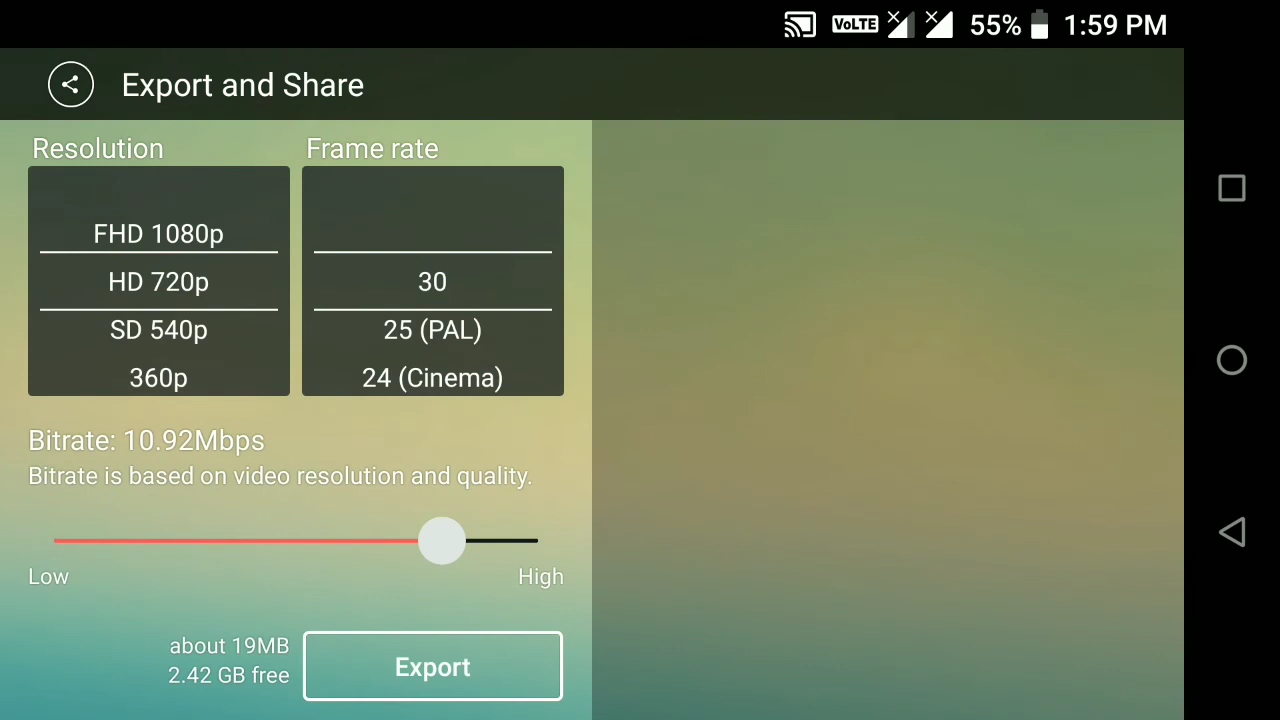 VoLTE 55% 1:59 PM
Export and Share
Resolution
Frame rate
FHD 1080p
HD 720p
SD 540p
360p
30
25 (PAL)
24 (Cinema)
Bitrate: 10.92Mbps
Bitrate is based on video resolution and quality.
Low
High
about 19MB
2.42 GB free
Export